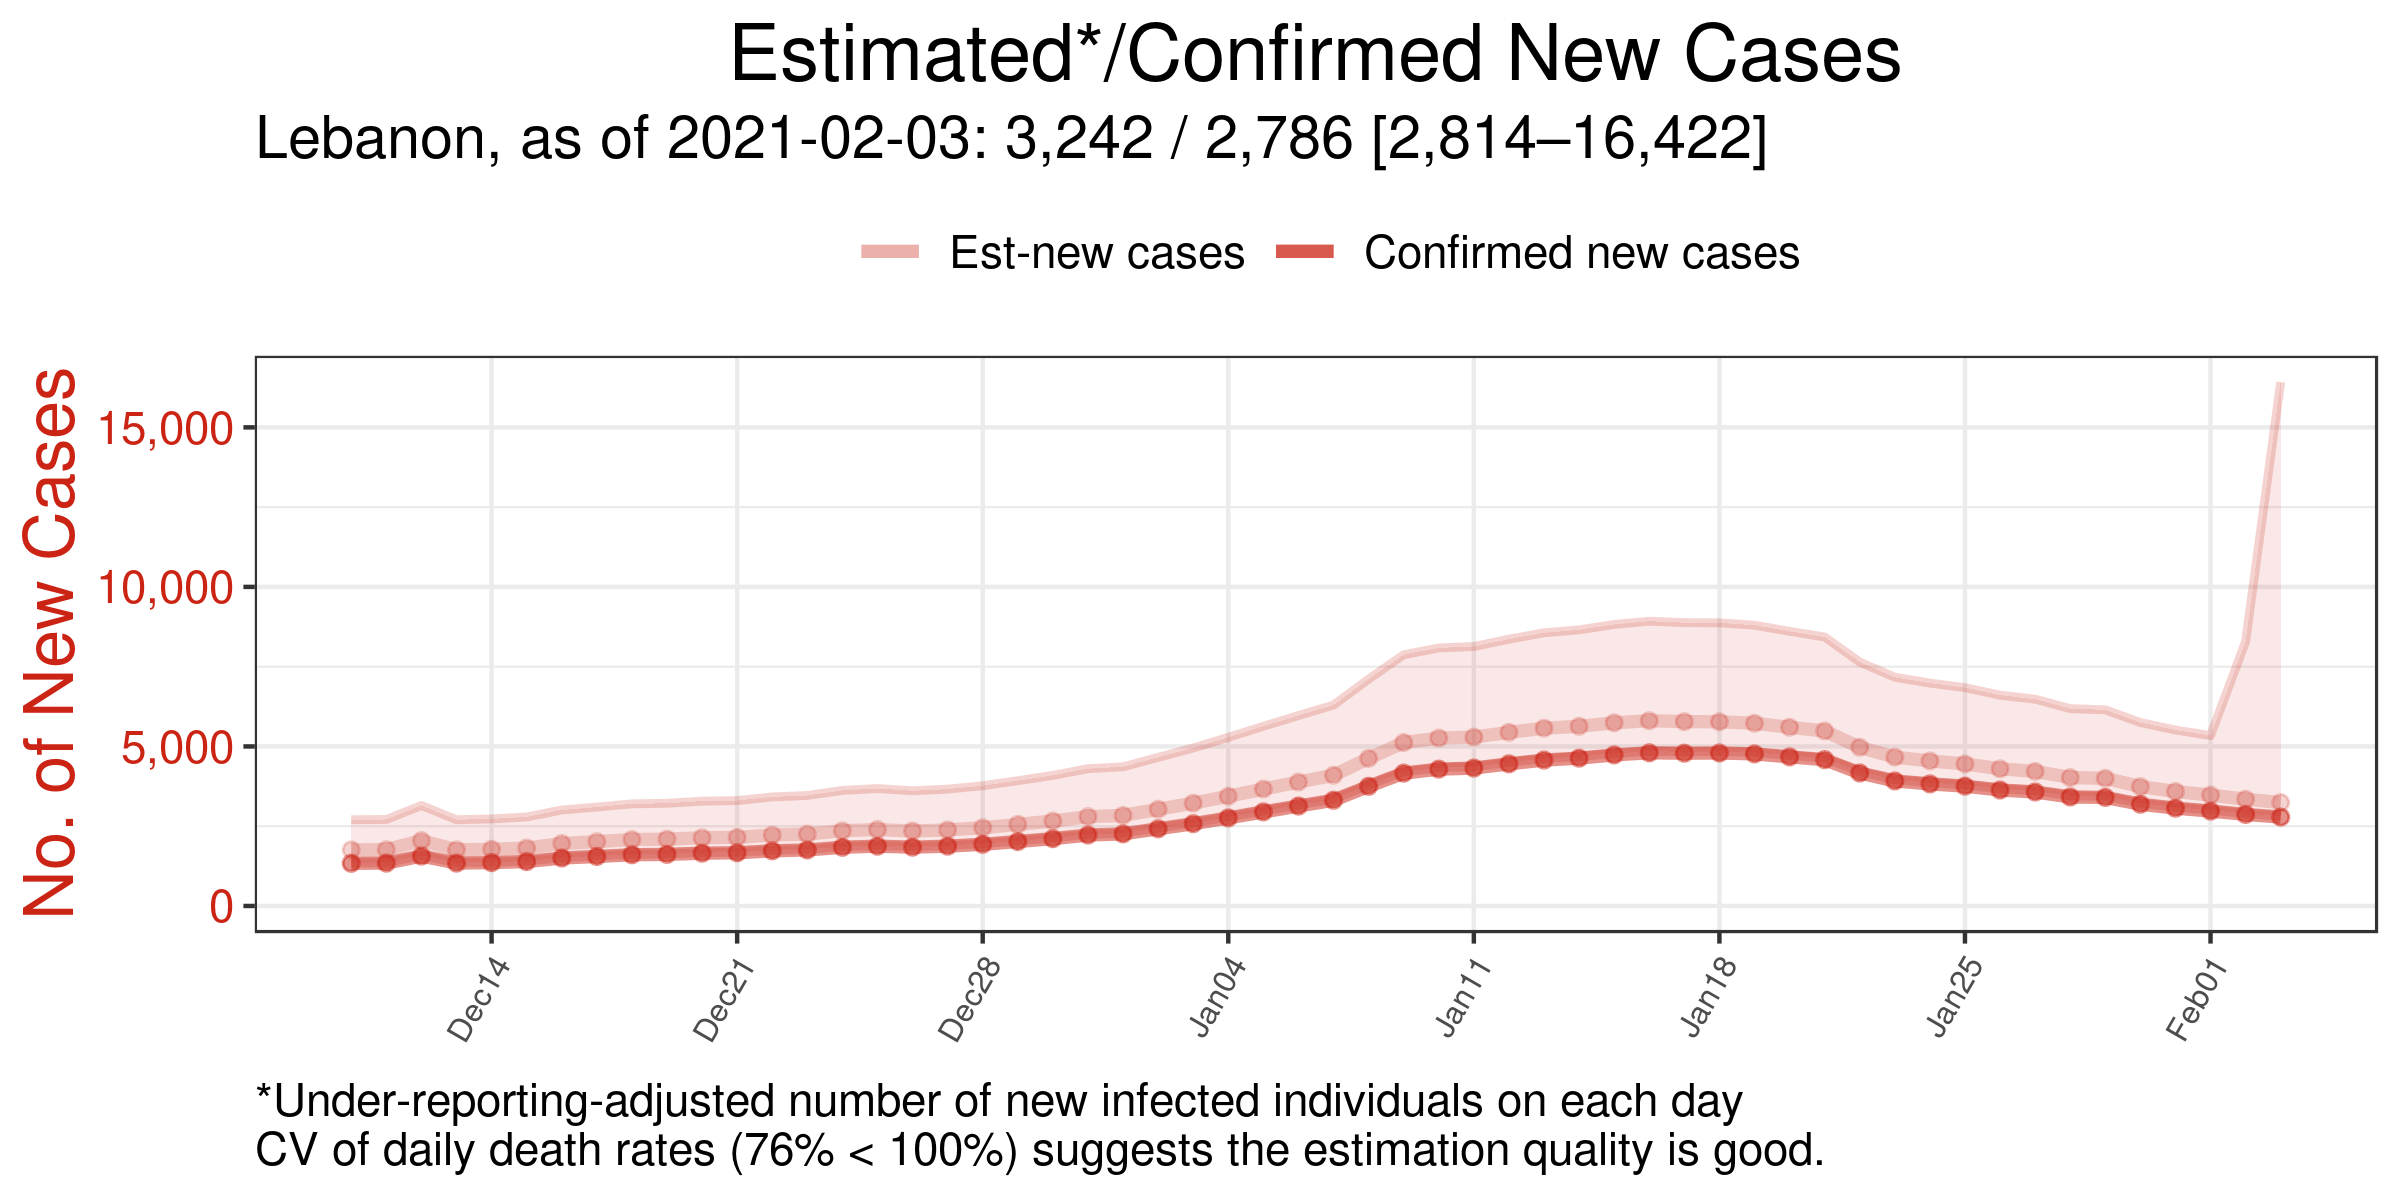 Estimated*/Confirmed New Cases
Lebanon, as of 2021-02-03: 3,242 / 2,786 [2,814–16,422]
Est-new cases
Confirmed new cases
No. of New Cases
15,000
10,000
5,000
0
Dec14
Dec21
Dec28
Jan04
Jan11
Jan18
Jan25
Feb01
*Under-reporting-adjusted number of new infected individuals on each day
CV of daily death rates (76% < 100%) suggests the estimation quality is good.